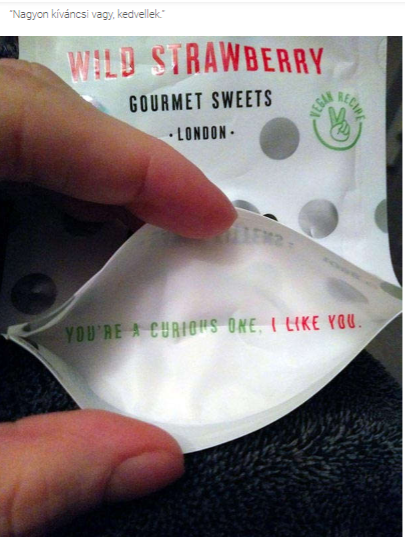 "Nagyon kíváncsi vagy, kedvellek."
WILD STRAWBERRY
GOURMET SWEETS
· LONDON ·
VEGAN RECIPE
YOU'RE A CURIOUS ONE, I LIKE YOU.